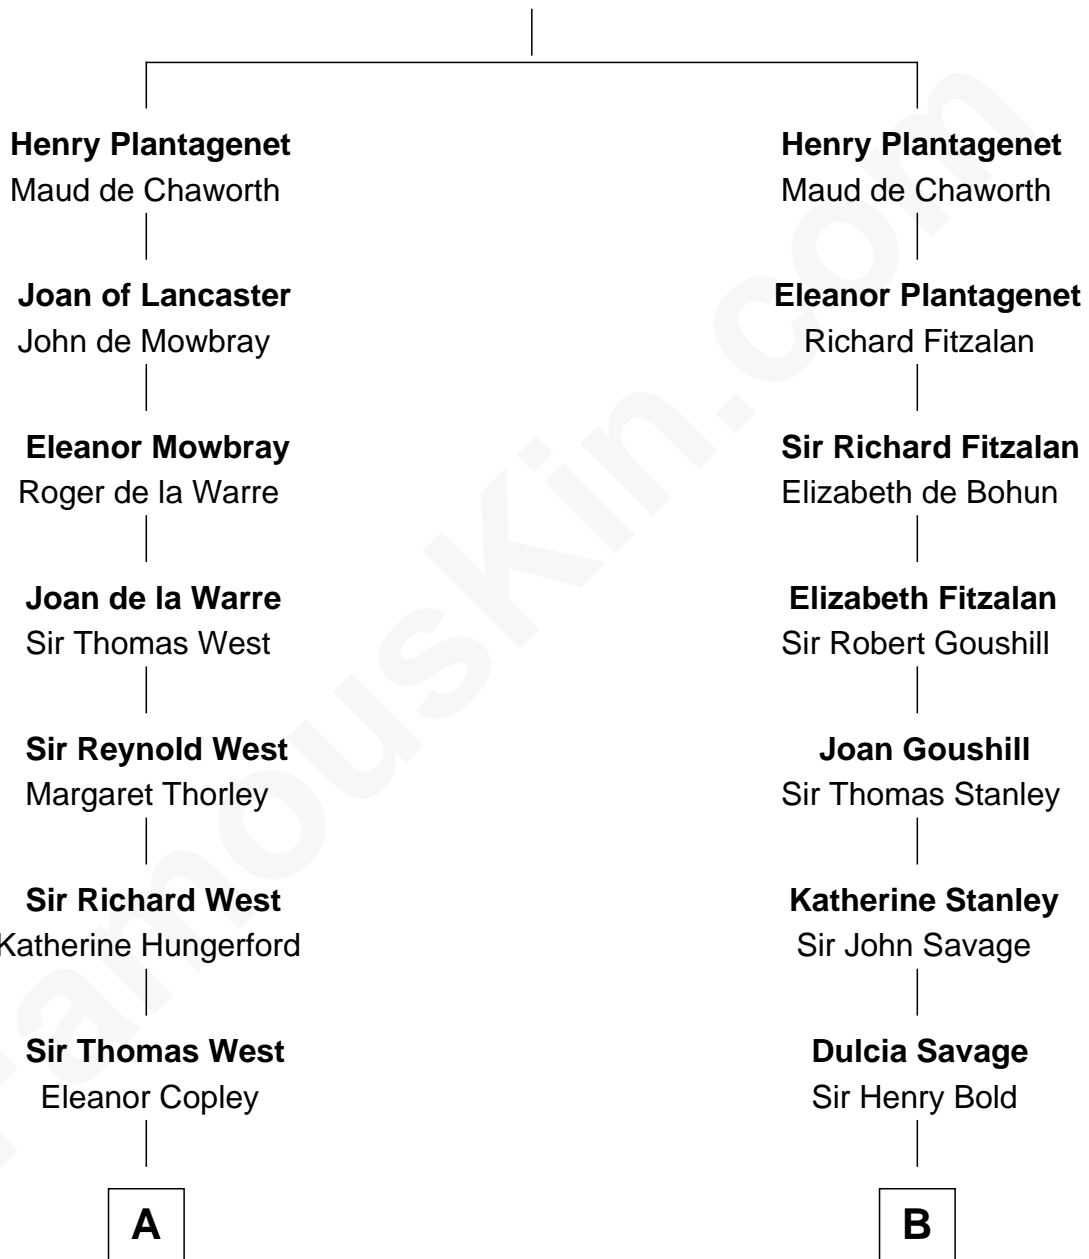 Henry Plantagenet
Maud de Chaworth
Joan of Lancaster
John de Mowbray
Eleanor Mowbray
Roger de la Warre
Joan de la Warre
Sir Thomas West
Sir Reynold West
Margaret Thorley
Sir Richard West
Katherine Hungerford
Sir Thomas West
Eleanor Copley
A
Henry Plantagenet
Maud de Chaworth
Eleanor Plantagenet
Richard Fitzalan
Sir Richard Fitzalan
Elizabeth de Bohun
Elizabeth Fitzalan
Sir Robert Goushill
Joan Goushill
Sir Thomas Stanley
Katherine Stanley
Sir John Savage
Dulcia Savage
Sir Henry Bold
B
FamousKin.com